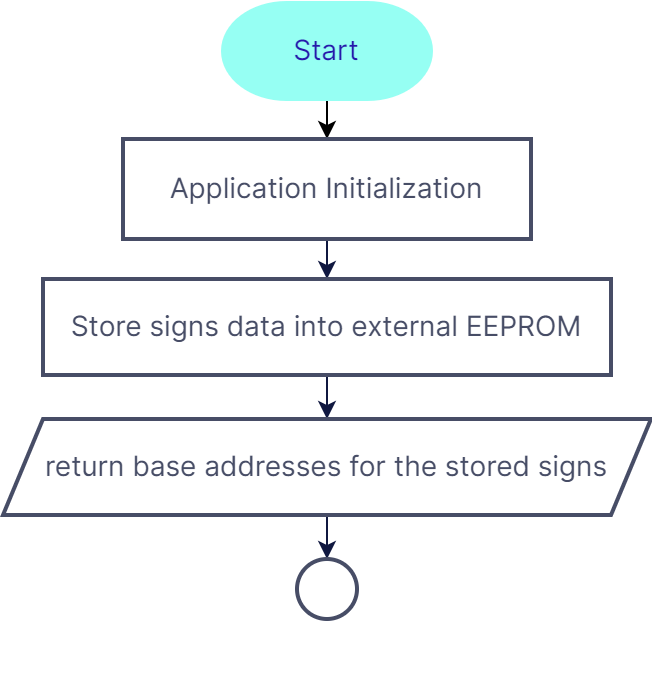 Start
Application Initialization
Store signs data into external EEPROM
return base addresses for the stored signs